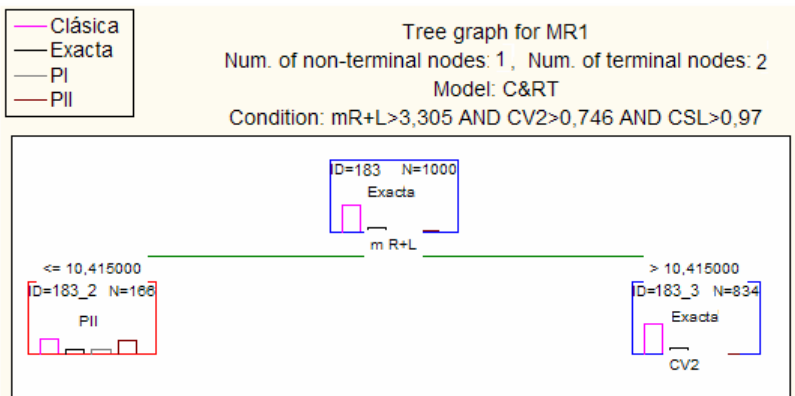 Clásica
Exacta
PI
PII
Tree graph for MR1
Num. of non-terminal nodes: 1 , Num. of terminal nodes: 2
Model: C&RT
Condition: mR+L>3,305 AND CV2>0,746 AND CSL>0,97
ID=183 N=1000
Exacta
m R+L
<= 10,415000 > 10,415000
ID=183_2 N=166 ID=183_3 N=834
PII Exacta
CV2